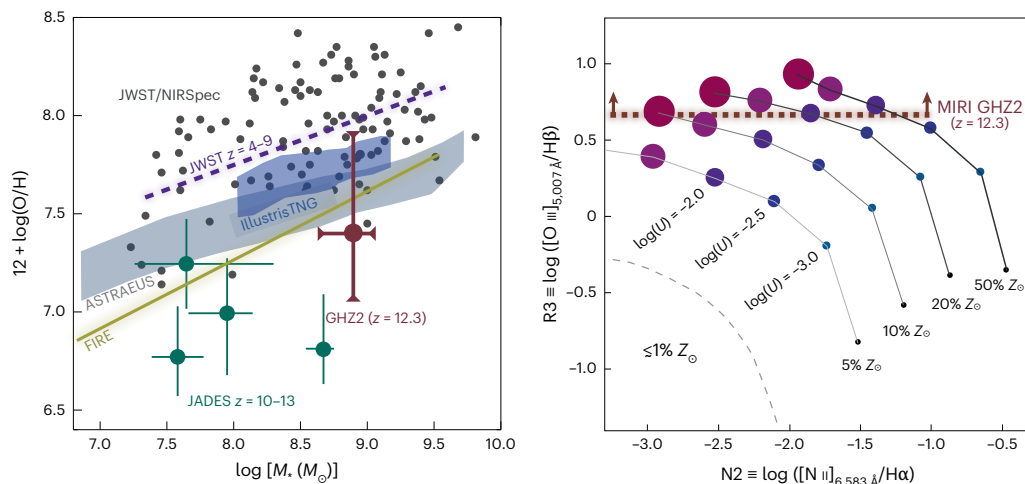 8.5
8.0
7.5
7.0
6.5
12 + log(O/H)
JWST/NIRSpec
JWST z = 4–9
IllustrisTNG
ASTRAEUS
FIRE
GHZ2 (z = 12.3)
JADES z = 10–13
7.0 7.5 8.0 8.5 9.0 9.5 10.0
log [M* (M☉)]
1.0
0.5
0
−0.5
−1.0
R3 ≡ log ([O III]5,007 Å/Hβ)
MIRI GHZ2
(z = 12.3)
log(U) = −2.0
log(U) = −2.5
log(U) = −3.0
50% Z☉
20% Z☉
10% Z☉
5% Z☉
≲1% Z☉
−3.0 −2.5 −2.0 −1.5 −1.0 −0.5 0
N2 ≡ log ([N II]6,583 Å/Hα)